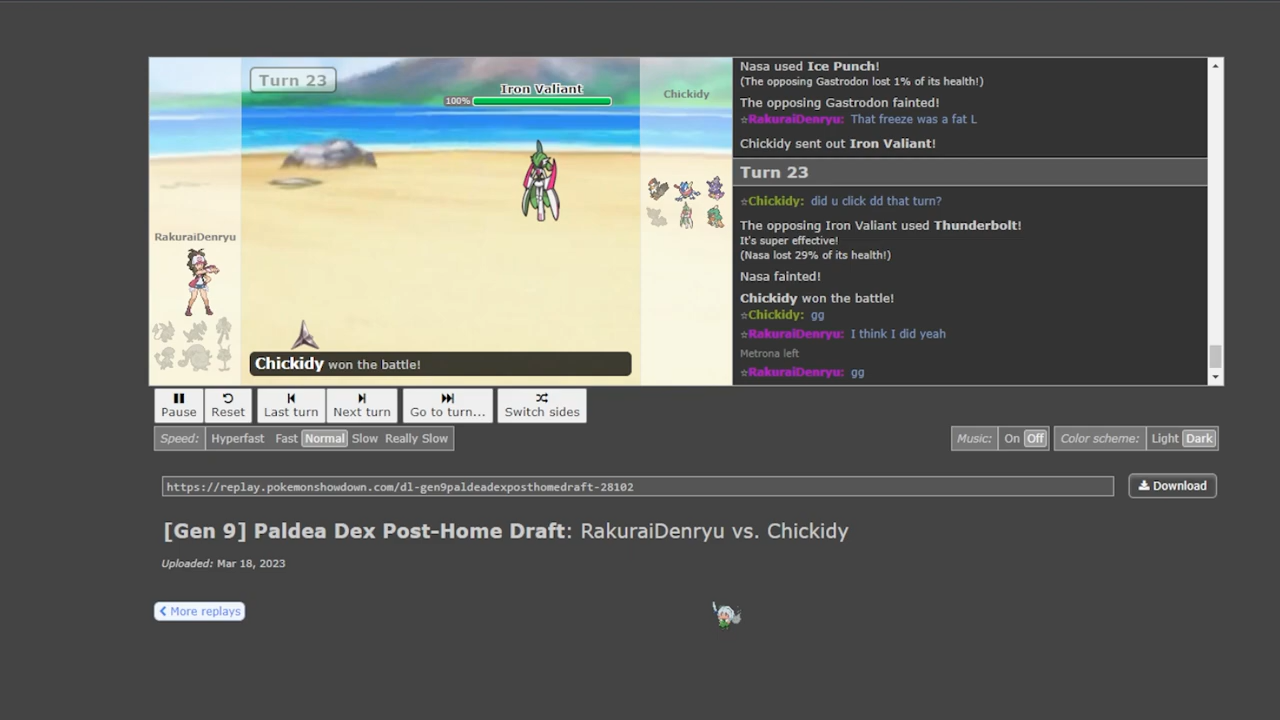 Turn 23
Iron Valiant
100%
RakuraiDenryu
Chickidy
Chickidy won the battle!
Nasa used Ice Punch!
(The opposing Gastrodon lost 1% of its health!)
The opposing Gastrodon fainted!
☆RakuraiDenryu: That freeze was a fat L
Chickidy sent out Iron Valiant!
Turn 23
☆Chickidy: did u click dd that turn?
The opposing Iron Valiant used Thunderbolt!
It's super effective!
(Nasa lost 29% of its health!)
Nasa fainted!
Chickidy won the battle!
☆Chickidy: gg
☆RakuraiDenryu: I think I did yeah
Metrona left
☆RakuraiDenryu: gg
Pause Reset Last turn Next turn Go to turn... Switch sides
Speed: Hyperfast Fast Normal Slow Really Slow Music: On Off Color scheme: Light Dark
https://replay.pokemonshowdown.com/dl-gen9paldeadexposthomedraft-28102 Download
[Gen 9] Paldea Dex Post-Home Draft: RakuraiDenryu vs. Chickidy
Uploaded: Mar 18, 2023
More replays